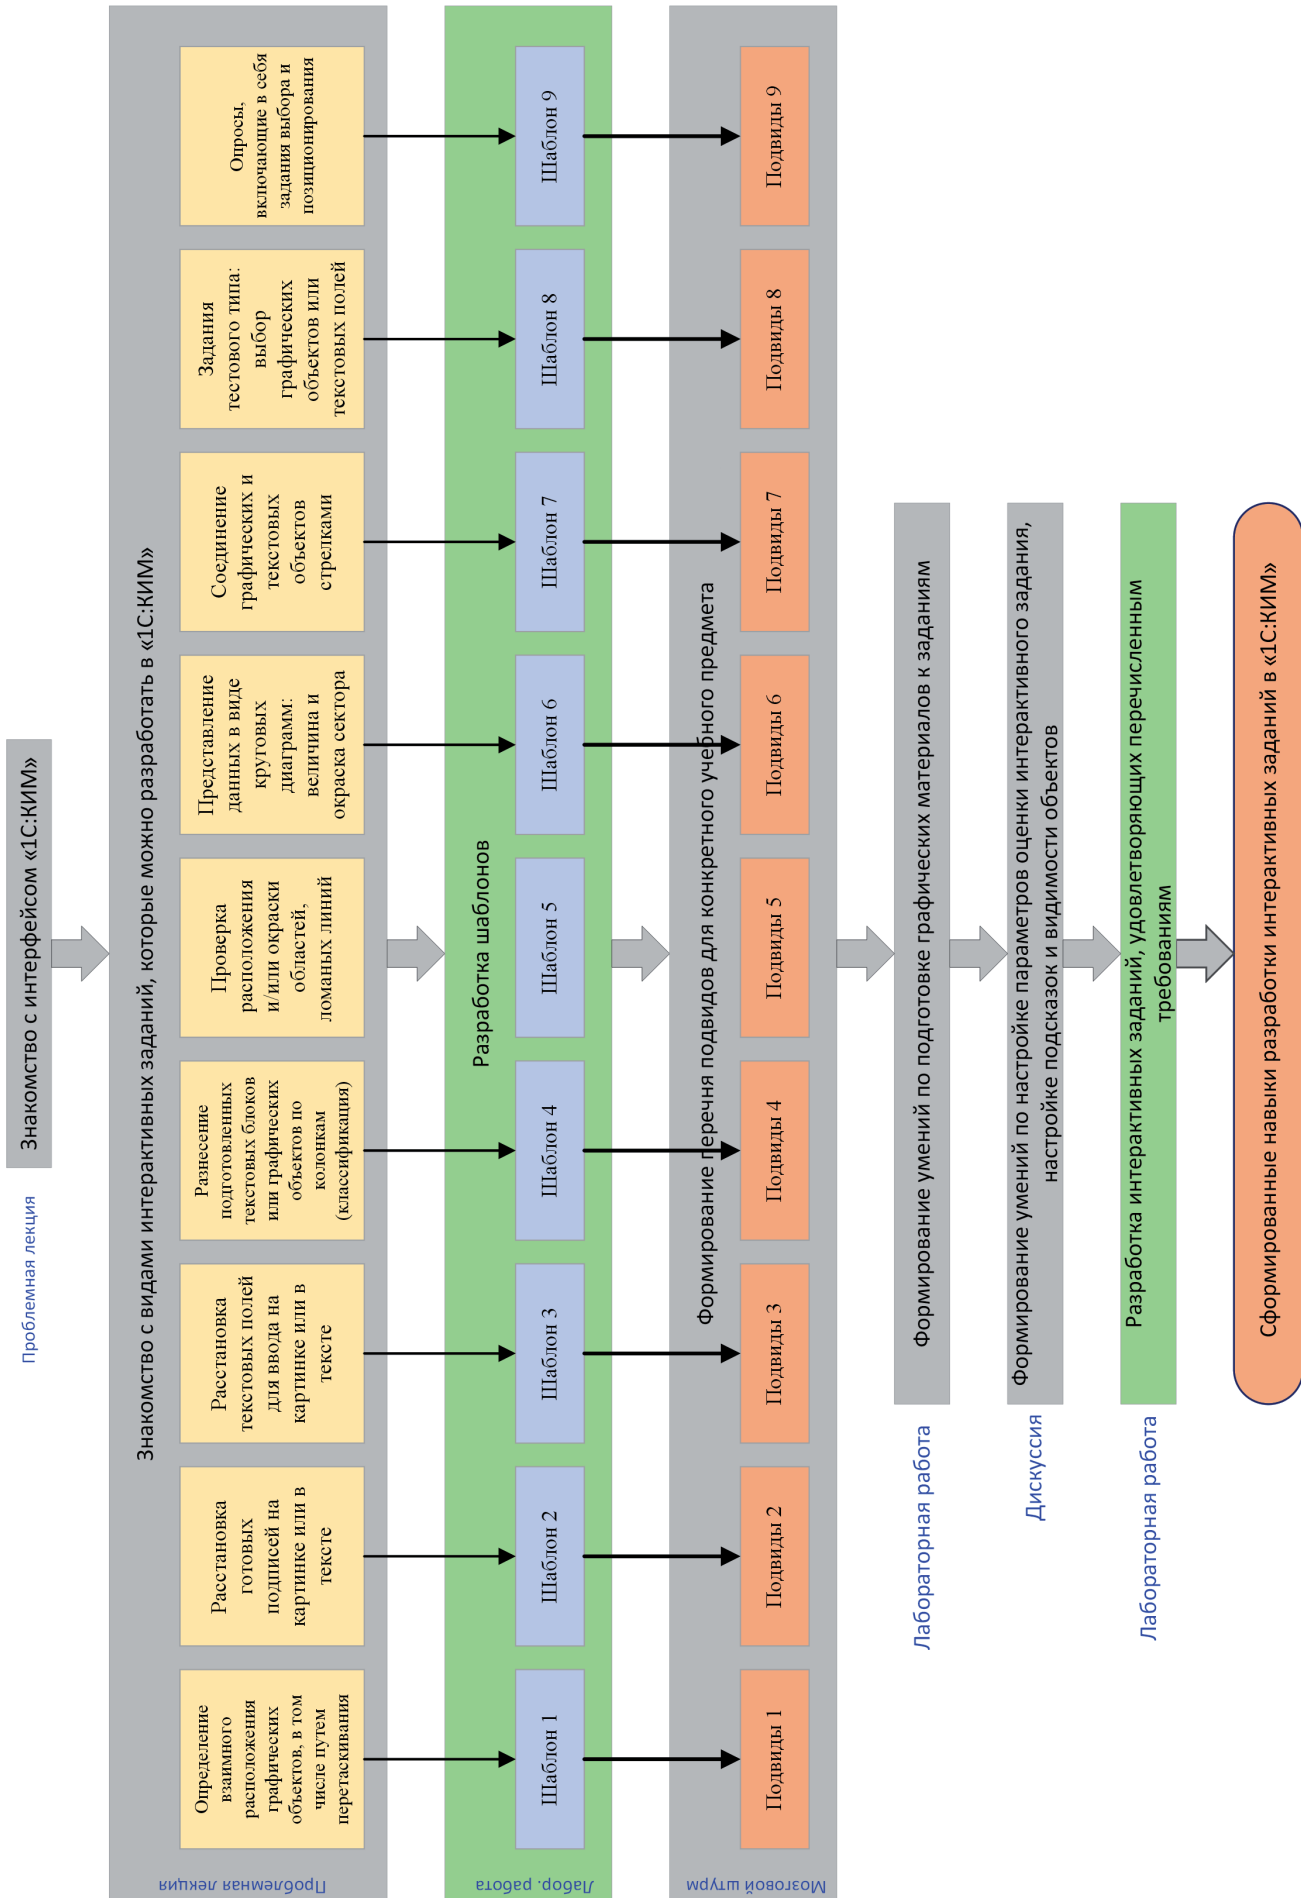 Проблемная лекция
Знакомство с интерфейсом «1С:КИМ»
Проблемная лекция
Знакомство с видами интерактивных заданий, которые можно разработать в «1С:КИМ»
Определение
взаимного
расположения
графических
объектов, в том
числе путем
перетаскивания
Расстановка
готовых
подписей на
картинке или в
тексте
Расстановка
текстовых полей
для ввода на
картинке или в
тексте
Разнесение
подготовленных
текстовых блоков
или графических
объектов по
колонкам
(классификация)
Проверка
расположения
и/или окраски
областей,
ломаных линий
Представление
данных в виде
круговых
диаграмм:
величина и
окраска сектора
Соединение
графических и
текстовых
объектов
стрелками
Задания
тестового типа:
выбор
графических
объектов или
текстовых полей
Опросы,
включающие в себя
задания выбора и
позиционирования
Лабор. работа
Разработка шаблонов
Шаблон 1
Шаблон 2
Шаблон 3
Шаблон 4
Шаблон 5
Шаблон 6
Шаблон 7
Шаблон 8
Шаблон 9
Мозговой штурм
Формирование перечня подвидов для конкретного учебного предмета
Подвиды 1
Подвиды 2
Подвиды 3
Подвиды 4
Подвиды 5
Подвиды 6
Подвиды 7
Подвиды 8
Подвиды 9
Лабораторная работа
Формирование умений по подготовке графических материалов к заданиям
Дискуссия
Формирование умений по настройке параметров оценки интерактивного задания,
настройке подсказок и видимости объектов
Лабораторная работа
Разработка интерактивных заданий, удовлетворяющих перечисленным
требованиям
Сформированные навыки разработки интерактивных заданий в «1С:КИМ»